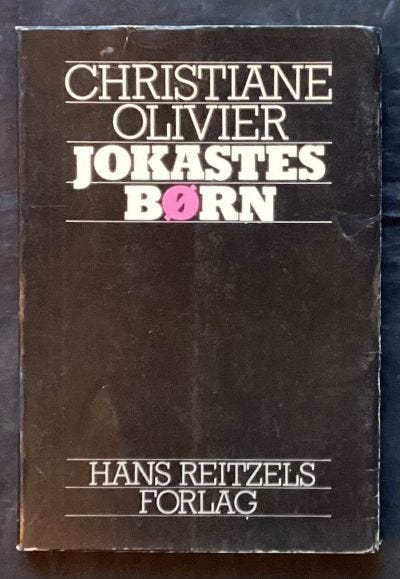 CHRISTIANE
OLIVIER
JOKASTES
BØRN
HANS REITZELS
FORLAG